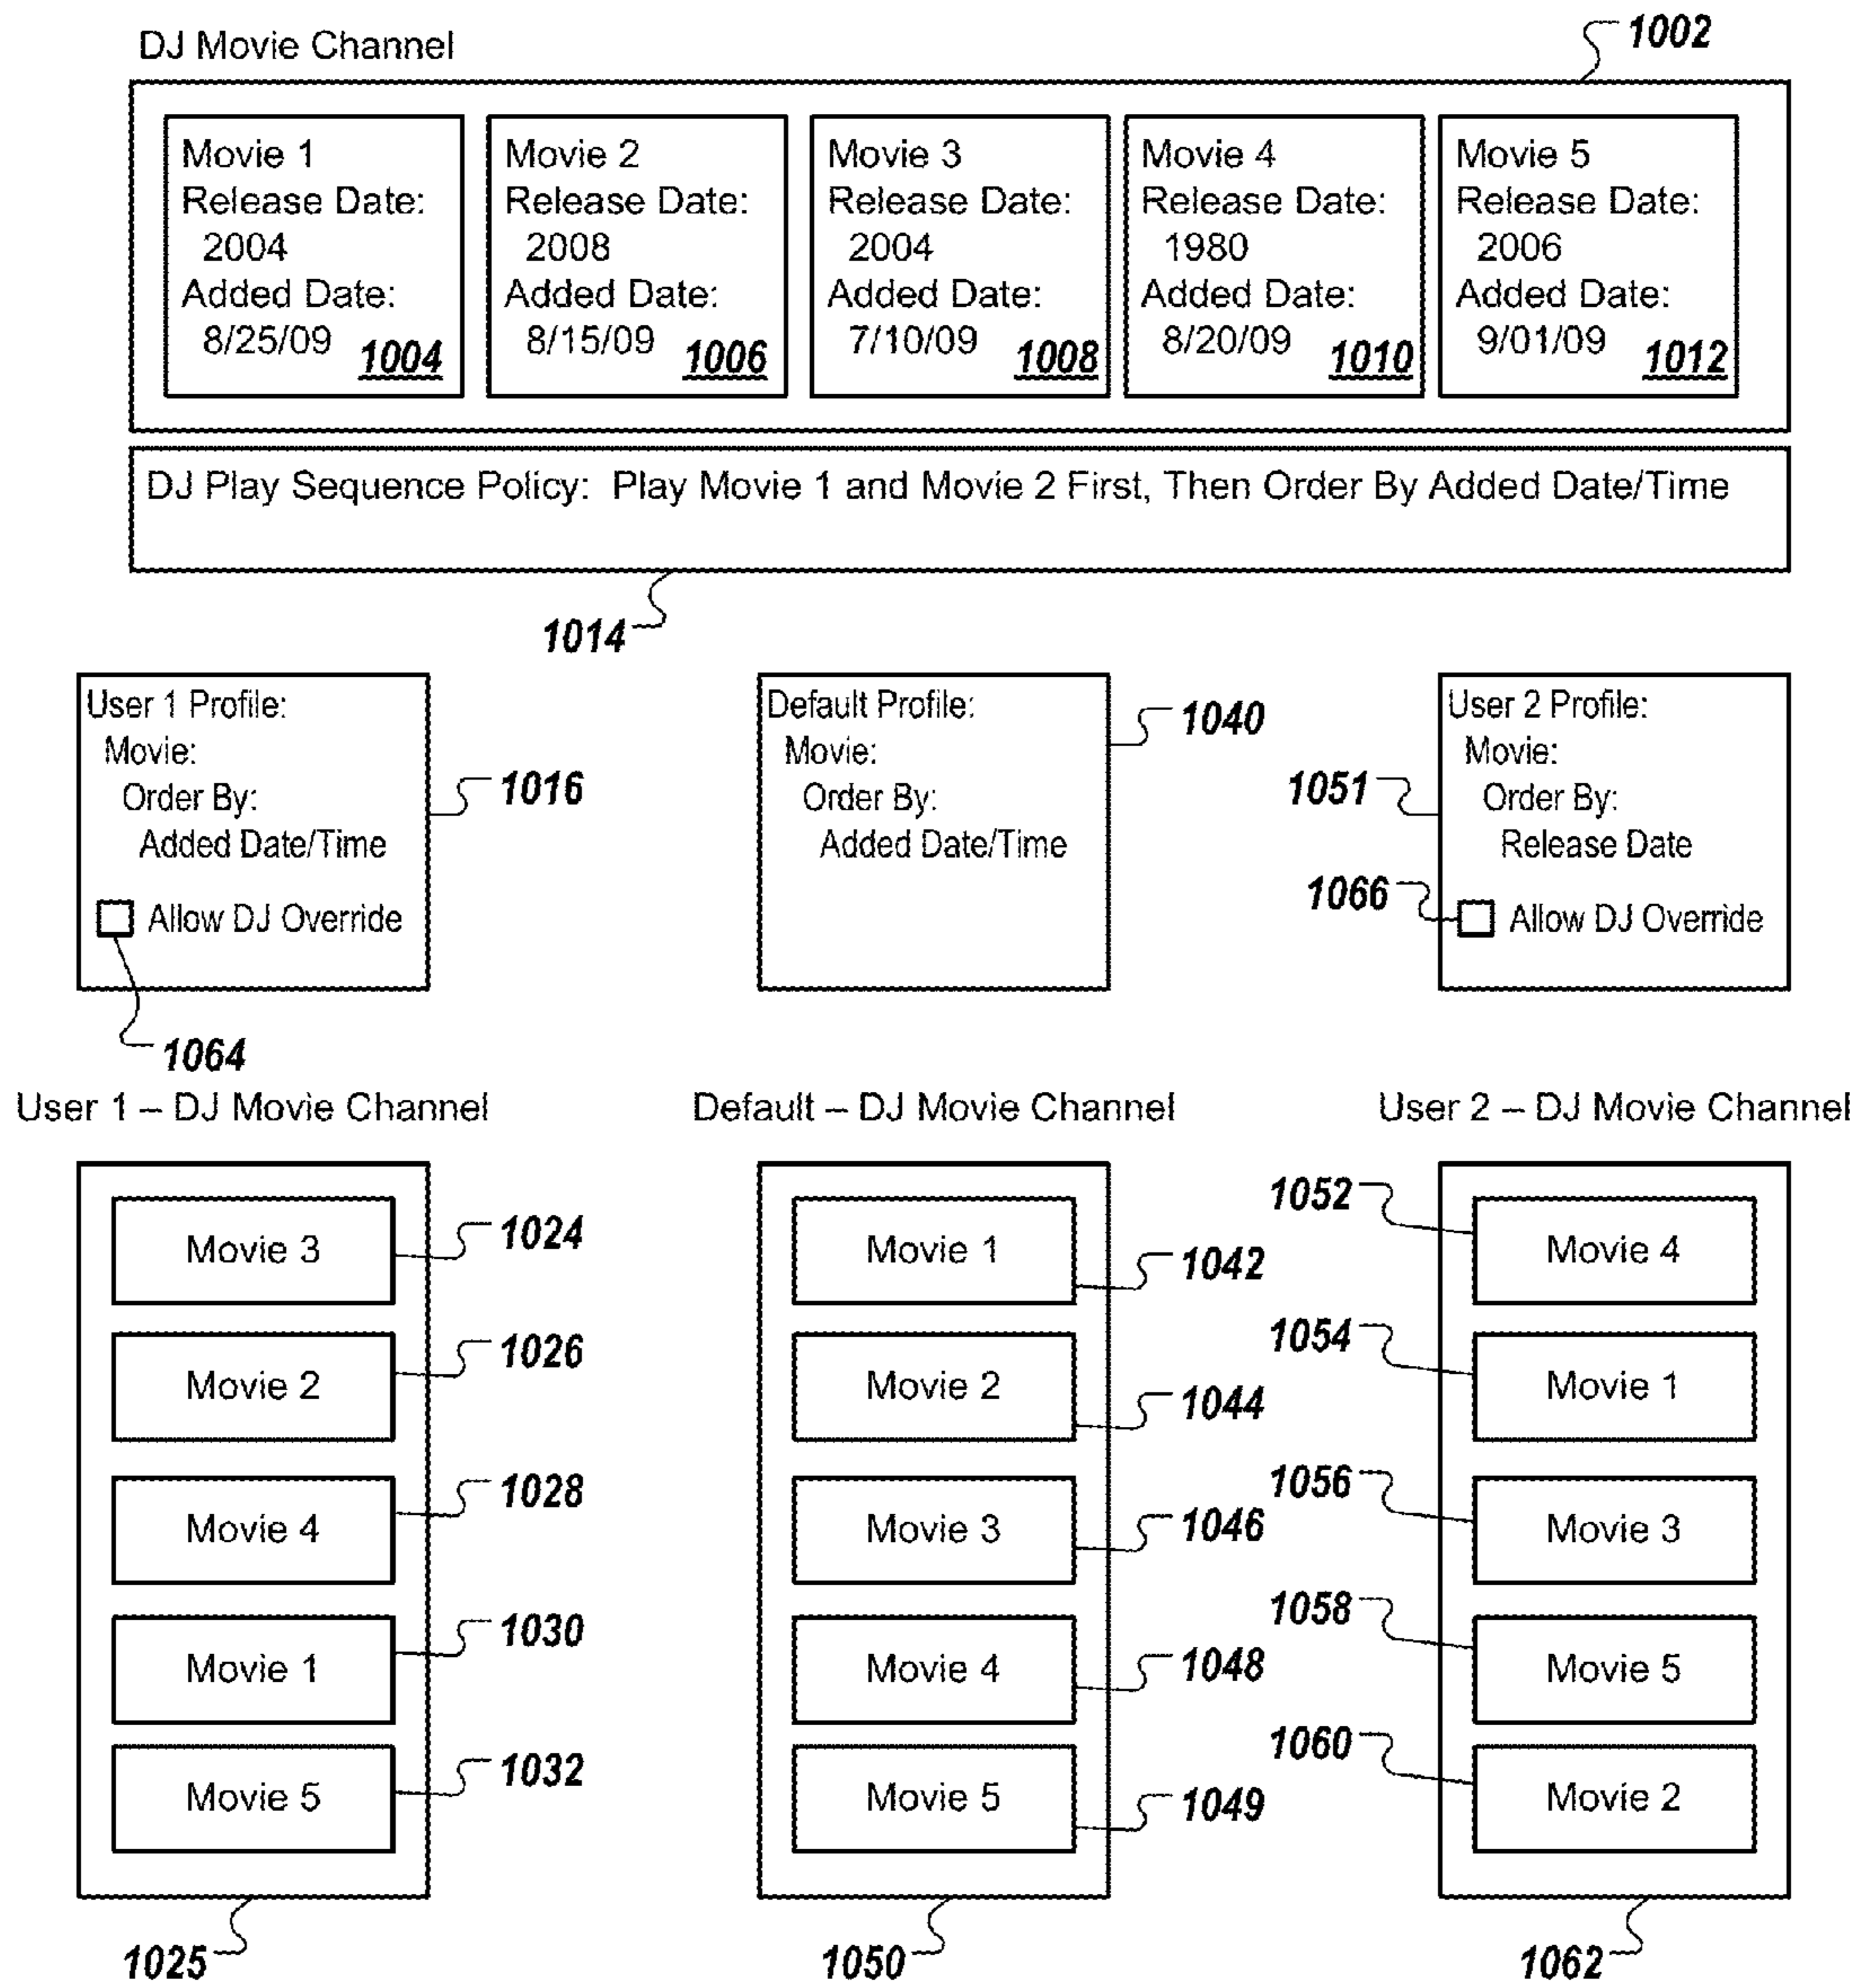 DJ Movie Channel
1002
Movie 1
Release Date:
2004
Added Date:
8/25/09 1004
Movie 2
Release Date:
2008
Added Date:
8/15/09 1006
Movie 3
Release Date:
2004
Added Date:
7/10/09 1008
Movie 4
Release Date:
1980
Added Date:
8/20/09 1010
Movie 5
Release Date:
2006
Added Date:
9/01/09 1012
DJ Play Sequence Policy: Play Movie 1 and Movie 2 First, Then Order By Added Date/Time
1014
User 1 Profile:
Movie:
Order By:
Added Date/Time
Allow DJ Override
1016
1064
Default Profile:
Movie:
Order By:
Added Date/Time
1040
User 2 Profile:
Movie:
Order By:
Release Date
Allow DJ Override
1051
1066
User 1 – DJ Movie Channel
Movie 3 1024
Movie 2 1026
Movie 4 1028
Movie 1 1030
Movie 5 1032
1025
Default – DJ Movie Channel
Movie 1 1042
Movie 2 1044
Movie 3 1046
Movie 4 1048
Movie 5 1049
1050
User 2 – DJ Movie Channel
1052 Movie 4
1054 Movie 1
1056 Movie 3
1058 Movie 5
1060 Movie 2
1062